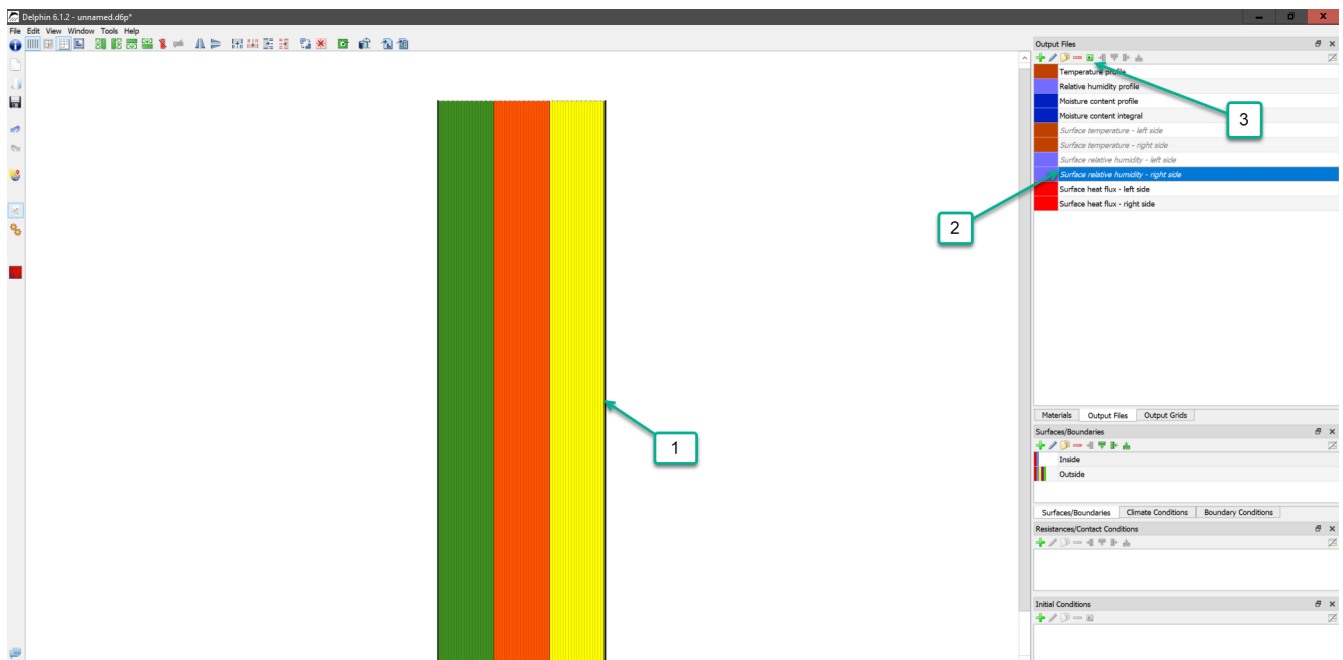 Delphin 6.1.2 - unnamed.d6p*
File Edit View Window Tools Help
Output Files
Temperature profile
Relative humidity profile
Moisture content profile
Moisture content integral
Surface temperature - left side
Surface temperature - right side
Surface relative humidity - left side
Surface relative humidity - right side
Surface heat flux - left side
Surface heat flux - right side
3
2
1
Materials Output Files Output Grids
Surfaces/Boundaries
Inside
Outside
Surfaces/Boundaries Climate Conditions Boundary Conditions
Resistances/Contact Conditions
Initial Conditions